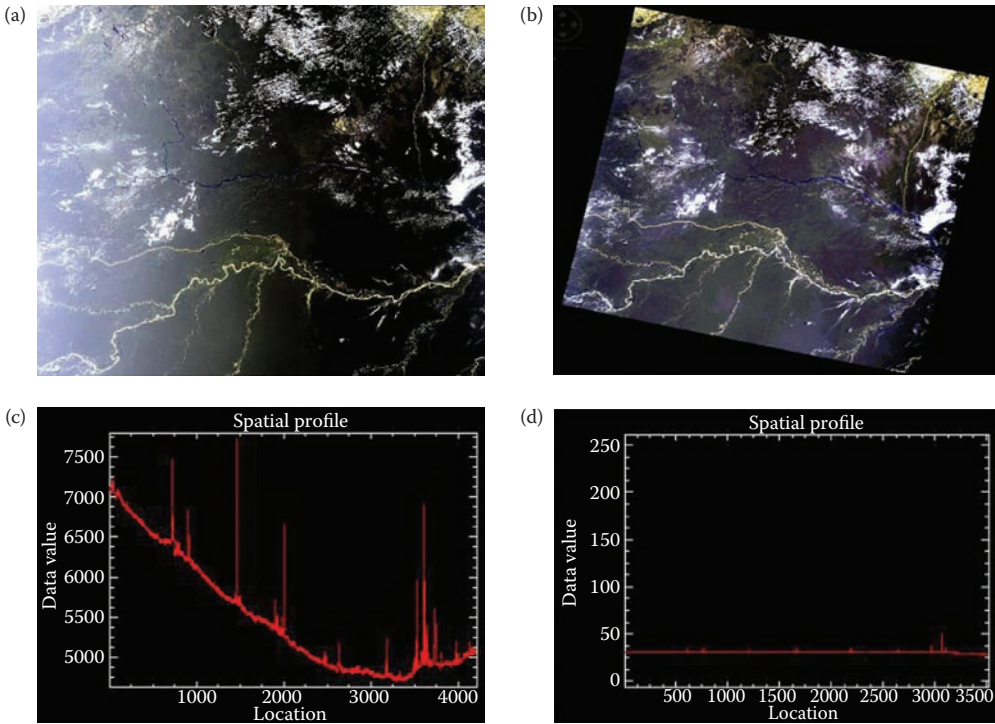 (a)
(b)
(c)
Spatial profile
7500
7000
6500
6000
5500
5000
Data value
1000
2000
3000
4000
Location
(d)
Spatial profile
250
200
150
100
50
0
Data value
500
1000
1500
2000
2500
3000
3500
Location